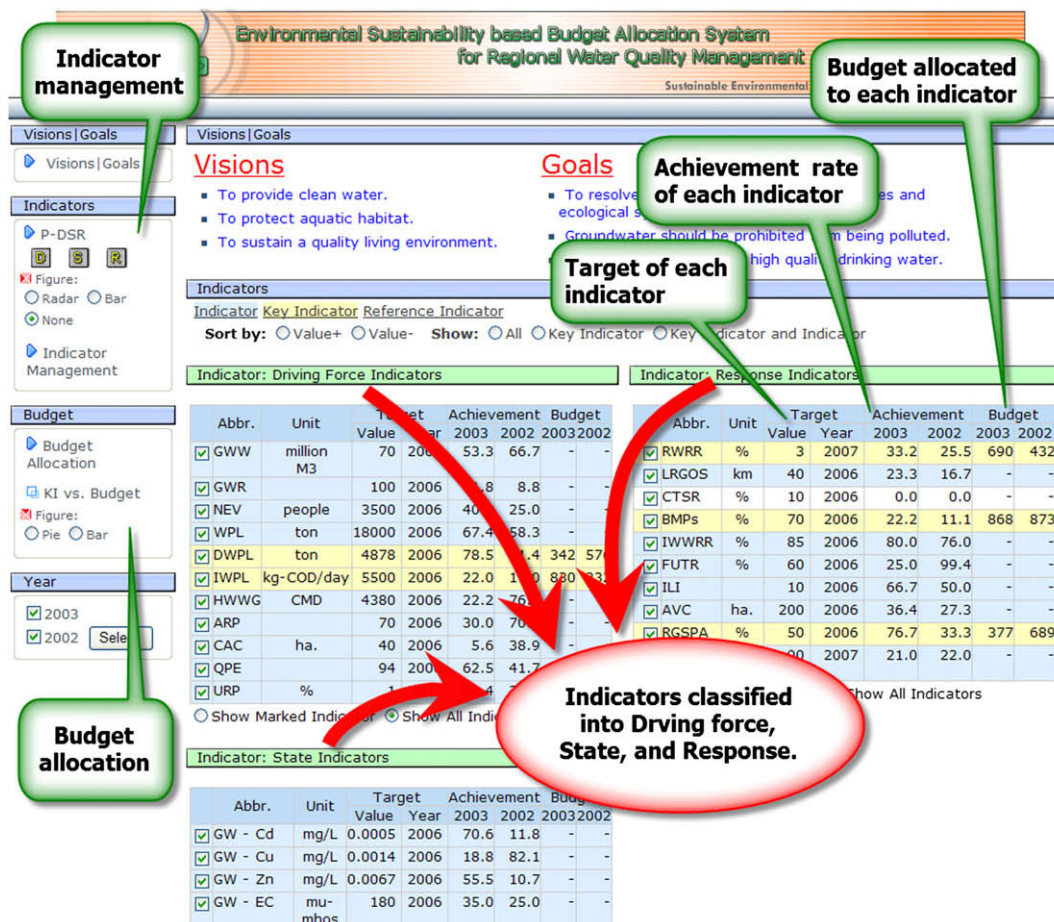 Environmental Sustainability based Budget Allocation System
for Regional Water Quality Management
Sustainable Environmental
Indicator
management
Budget allocated
to each indicator
Achievement rate
of each indicator
Target of each
indicator
Visions|Goals
Visions|Goals
Indicators
P-DSR
D S R
Figure:
Radar Bar
None
Indicator
Management
Budget
Budget
Allocation
KI vs. Budget
Figure:
Pie Bar
Year
2003
2002
Budget
allocation
Visions|Goals
Visions
To provide clean water.
To protect aquatic habitat.
To sustain a quality living environment.
Goals
To resolve es and
ecological
Groundwater should be prohibited being polluted.
high quality drinking water.
Indicators
Indicator Key Indicator Reference Indicator
Sort by: Value+ Value- Show: All Key Indicator Key Indicator and Indicator
Indicator: Driving Force Indicators
Abbr. Unit Target Achievement Budget
Value Year 2003 2002 2003 2002
GWW million 70 53.3 66.7 - -
M3
GWR 100 2006 8.8 - -
NEV people 3500 2006 25.0 - -
WPL ton 18000 2006 67.4 58.3 - -
DWPL ton 4878 2006 78.5 342
IWPL kg-COD/day 5500 2006 22.0
HWWG CMD 4380 2006 22.2 -
ARP 70 2006 30.0
CAC ha. 40 2006 5.6 38.9
QPE 94 62.5 41.7
URP %
Show Marked Indicator Show All
Indicator: Response Indicators
Abbr. Unit Target Achievement Budget
Value Year 2003 2002 2003 2002
RWRR % 3 2007 33.2 25.5 690 432
LRGOS km 40 2006 23.3 16.7 - -
CTSR % 10 2006 0.0 0.0 - -
BMPs % 70 2006 22.2 11.1 868 873
IWWRR % 85 2006 80.0 76.0 - -
FUTR % 60 2006 25.0 99.4 - -
ILI 10 2006 66.7 50.0 - -
AVC ha. 200 2006 36.4 27.3 - -
RGSPA % 50 2006 76.7 33.3 377 689
2007 21.0 22.0 - -
Show All Indicators
Indicators classified
into Drving force,
State, and Response.
Indicator: State Indicators
Abbr. Unit Target Achievement
Value Year 2003 2002 2003 2002
GW - Cd mg/L 0.0005 2006 70.6 11.8 - -
GW - Cu mg/L 0.0014 2006 18.8 82.1 - -
GW - Zn mg/L 0.0067 2006 55.5 10.7 - -
GW - EC mu- 180 2006 35.0 25.0 - -
mhos